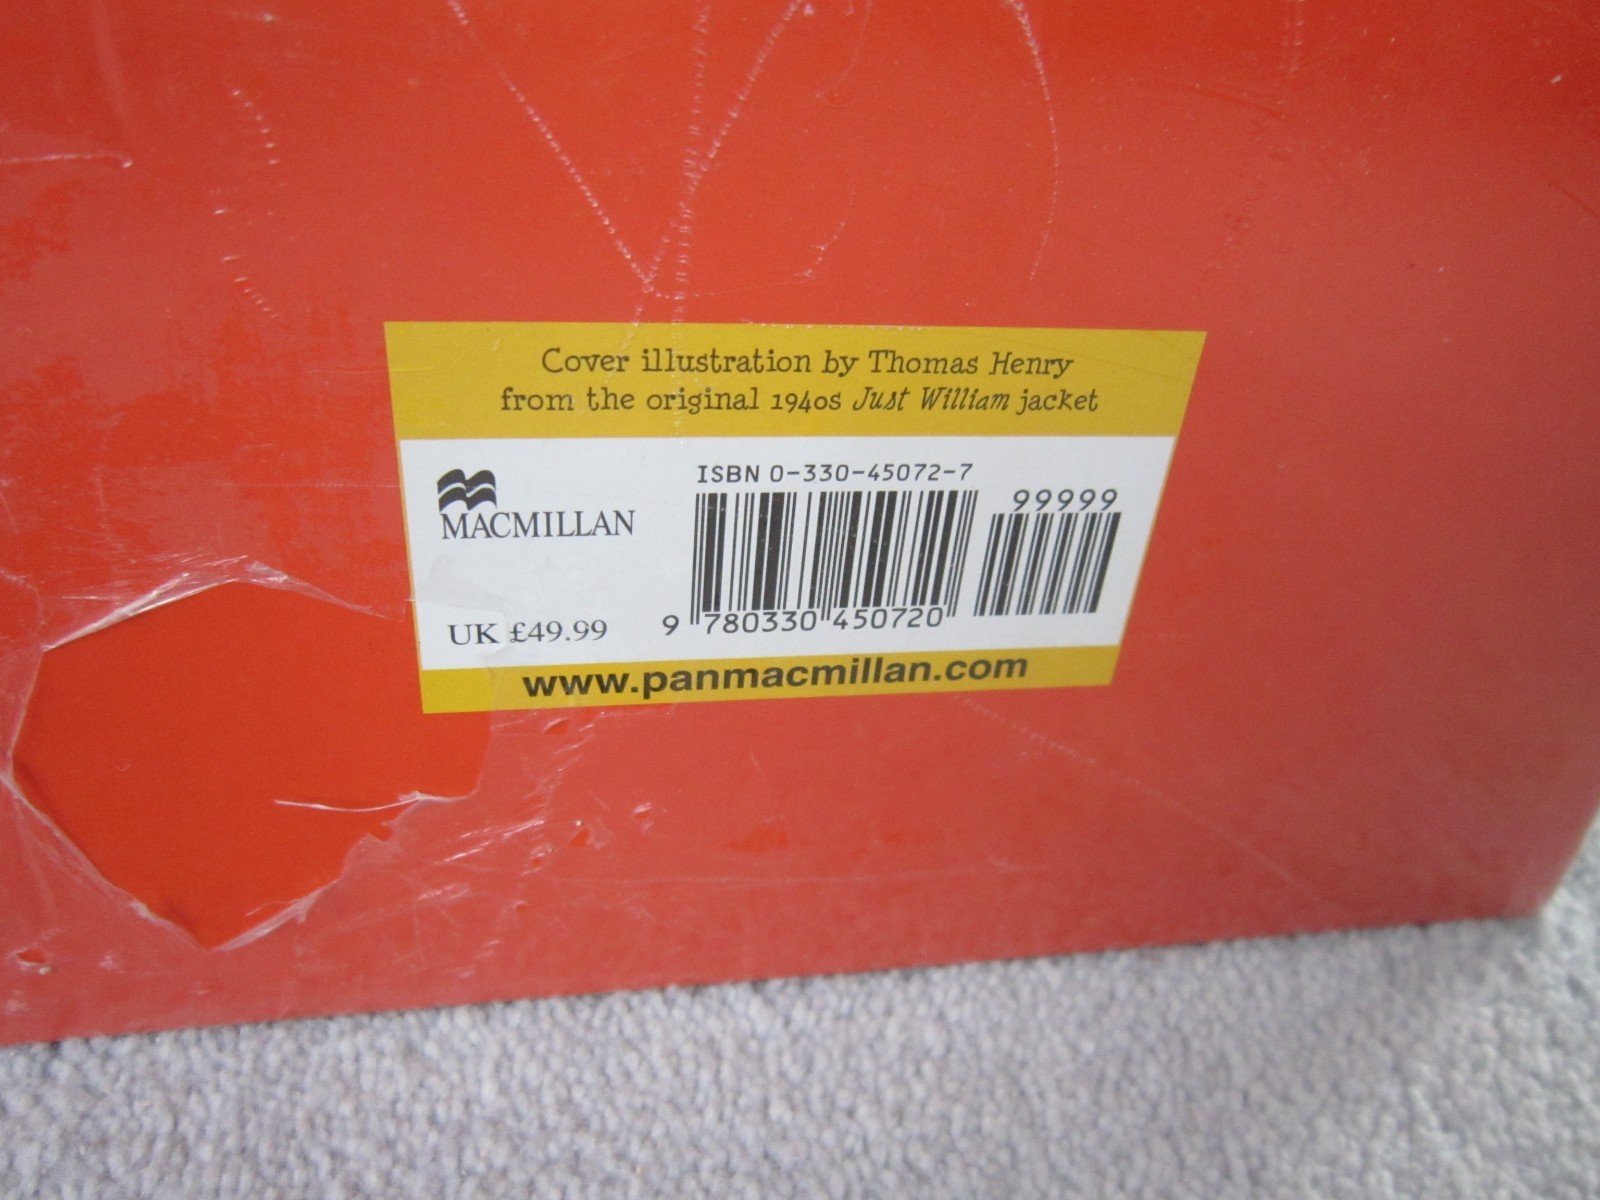 Cover illustration by Thomas Henry
from the original 1940s Just William jacket
ISBN 0-330-45072-7
99999
MACMILLAN
UK £49.99
9 780330 450720
www.panmacmillan.com